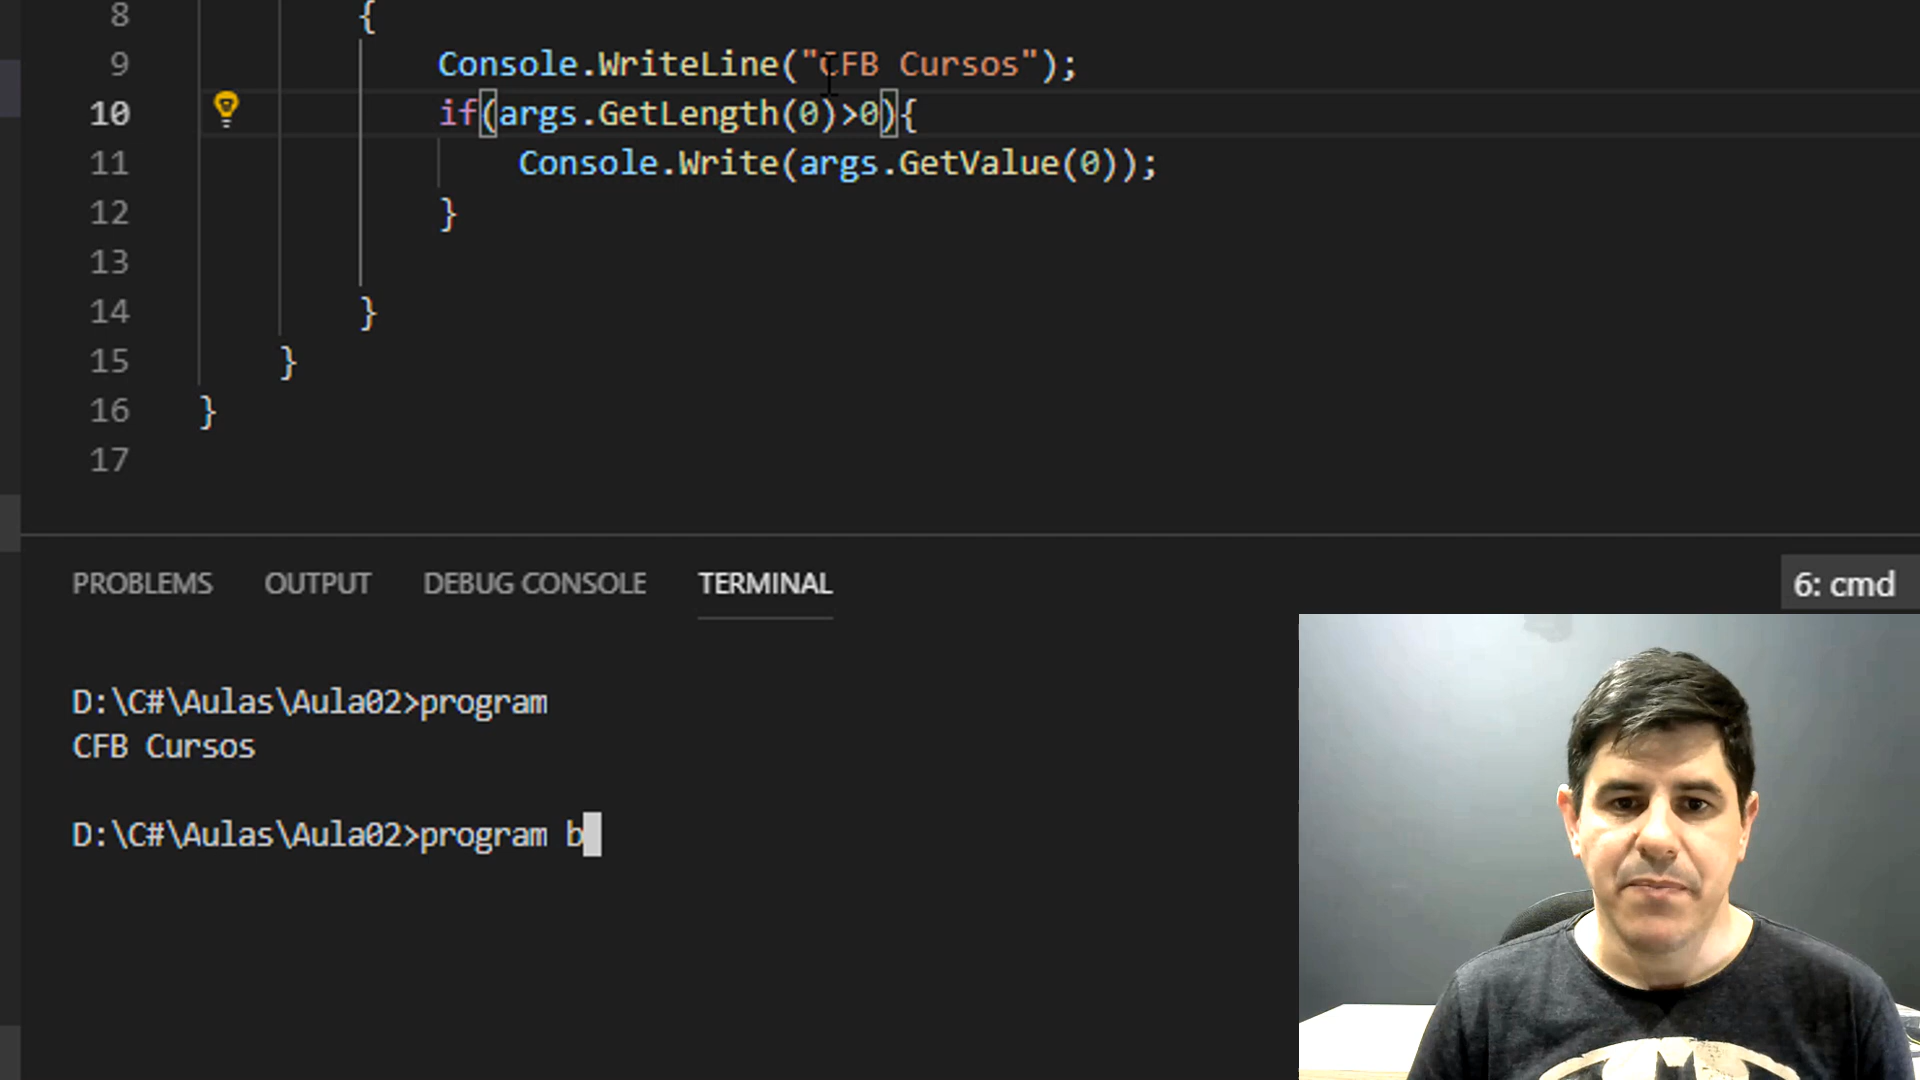 8 {
9 Console.WriteLine("CFB Cursos");
10 if(args.GetLength(0)>0){
11 Console.Write(args.GetValue(0));
12 }
13
14 }
15 }
16 }
17
PROBLEMS OUTPUT DEBUG CONSOLE TERMINAL 6: cmd
D:\C#\Aulas\Aula02>program
CFB Cursos
D:\C#\Aulas\Aula02>program b